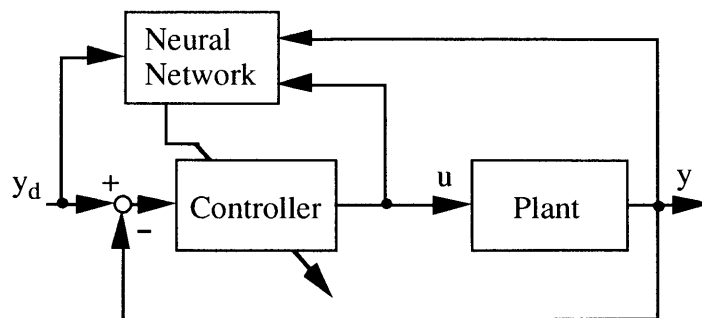 Neural
Network
y_d
+
-
Controller
u
Plant
y